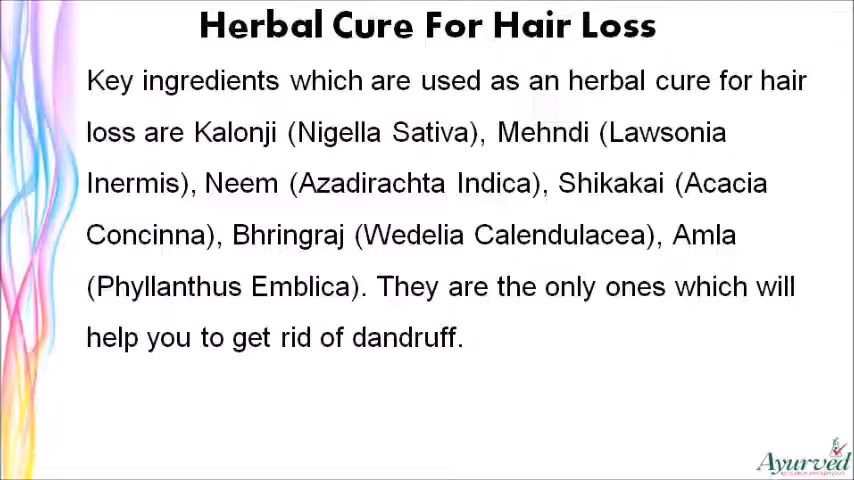 Herbal Cure For Hair Loss
Key ingredients which are used as an herbal cure for hair
loss are Kalonji (Nigella Sativa), Mehndi (Lawsonia
Inermis), Neem (Azadirachta Indica), Shikakai (Acacia
Concinna), Bhringraj (Wedelia Calendulacea), Amla
(Phyllanthus Emblica). They are the only ones which will
help you to get rid of dandruff.
Ayurved